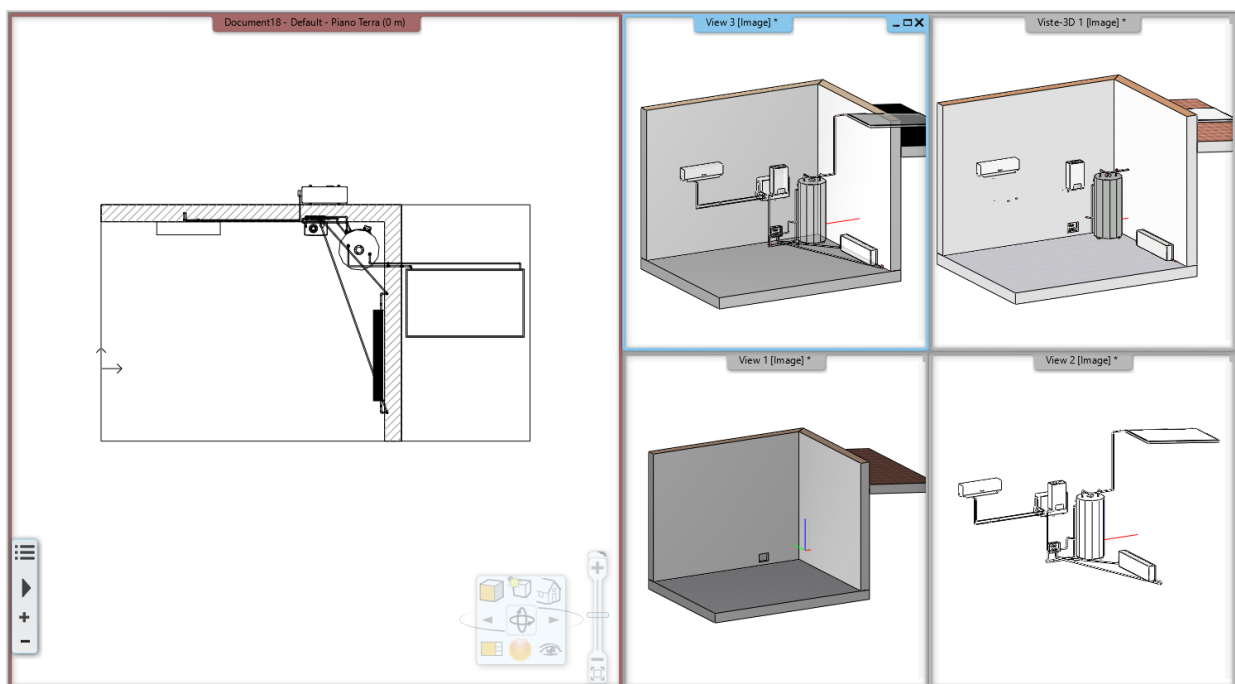 Document18 - Default - Piano Terra (0 m)
View 3 [Image] *
Viste-3D 1 [Image] *
View 1 [Image] *
View 2 [Image] *